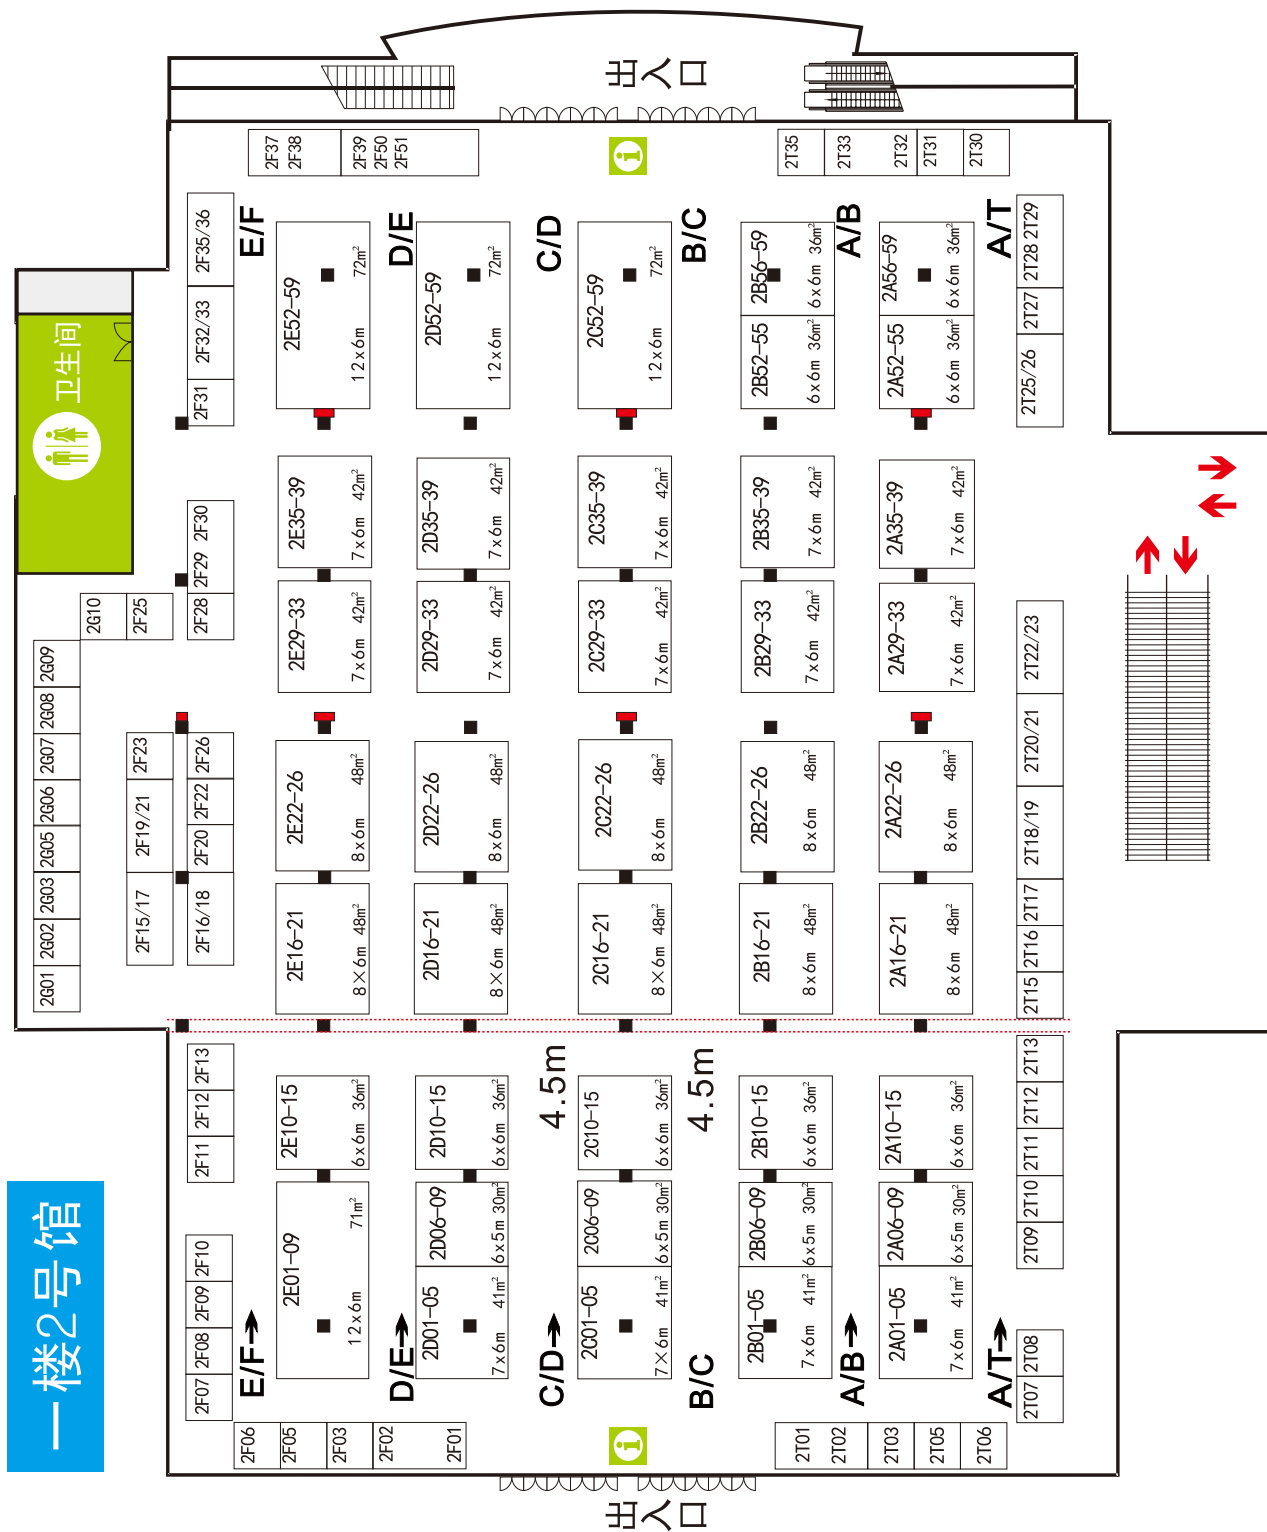 出入口
2F37
2F38
2F39
2F50
2F51
2T35
2T33
2T32
2T31
2T30
2F35/36
2F32/33
2F31
E/F
D/E
C/D
B/C
A/B
A/T
2E52-59
12x6m 72m²
2D52-59
12x6m 72m²
2C52-59
12x6m 72m²
2B56-59
6x6m 36m²
2B52-55
6x6m 36m²
2A56-59
6x6m 36m²
2A52-55
6x6m 36m²
2T28 2T29
2T27
2T25/26
卫生间
2F30
2F29
2F28
2E35-39
7x6m 42m²
2D35-39
7x6m 42m²
2C35-39
7x6m 42m²
2B35-39
7x6m 42m²
2A35-39
7x6m 42m²
2G10
2F25
2E29-33
7x6m 42m²
2D29-33
7x6m 42m²
2C29-33
7x6m 42m²
2B29-33
7x6m 42m²
2A29-33
7x6m 42m²
2G09
2G08
2G07
2G06
2G05
2G03
2G02
2G01
2F23
2F19/21
2F15/17
2F26
2F22
2F20
2F16/18
2E22-26
8x6m 48m²
2D22-26
8x6m 48m²
2C22-26
8x6m 48m²
2B22-26
8x6m 48m²
2A22-26
8x6m 48m²
2T22/23
2T20/21
2T18/19
2T17
2T16
2T15
2E16-21
8×6m 48m²
2D16-21
8×6m 48m²
2C16-21
8×6m 48m²
2B16-21
8x6m 48m²
2A16-21
8x6m 48m²
2F13
2F12
2F11
2E10-15
6x6m 36m²
2D10-15
6x6m 36m²
4.5m
2C10-15
6x6m 36m²
4.5m
2B10-15
6x6m 36m²
2A10-15
6x6m 36m²
2T13
2T12
2T11
2T10
2T09
一楼2号馆
2F10
2F09
2F08
2F07
2E01-09
12x6m 71m²
2D06-09
6x5m 30m²
2D01-05
7x6m 41m²
2C06-09
6x5m 30m²
2C01-05
7×6m 41m²
2B06-09
6x5m 30m²
2B01-05
7x6m 41m²
2A06-09
6x5m 30m²
2A01-05
7x6m 41m²
E/F
D/E
C/D
B/C
A/B
A/T
2T08
2T07
2F06
2F05
2F03
2F02
2F01
2T01
2T02
2T03
2T05
2T06
出入口